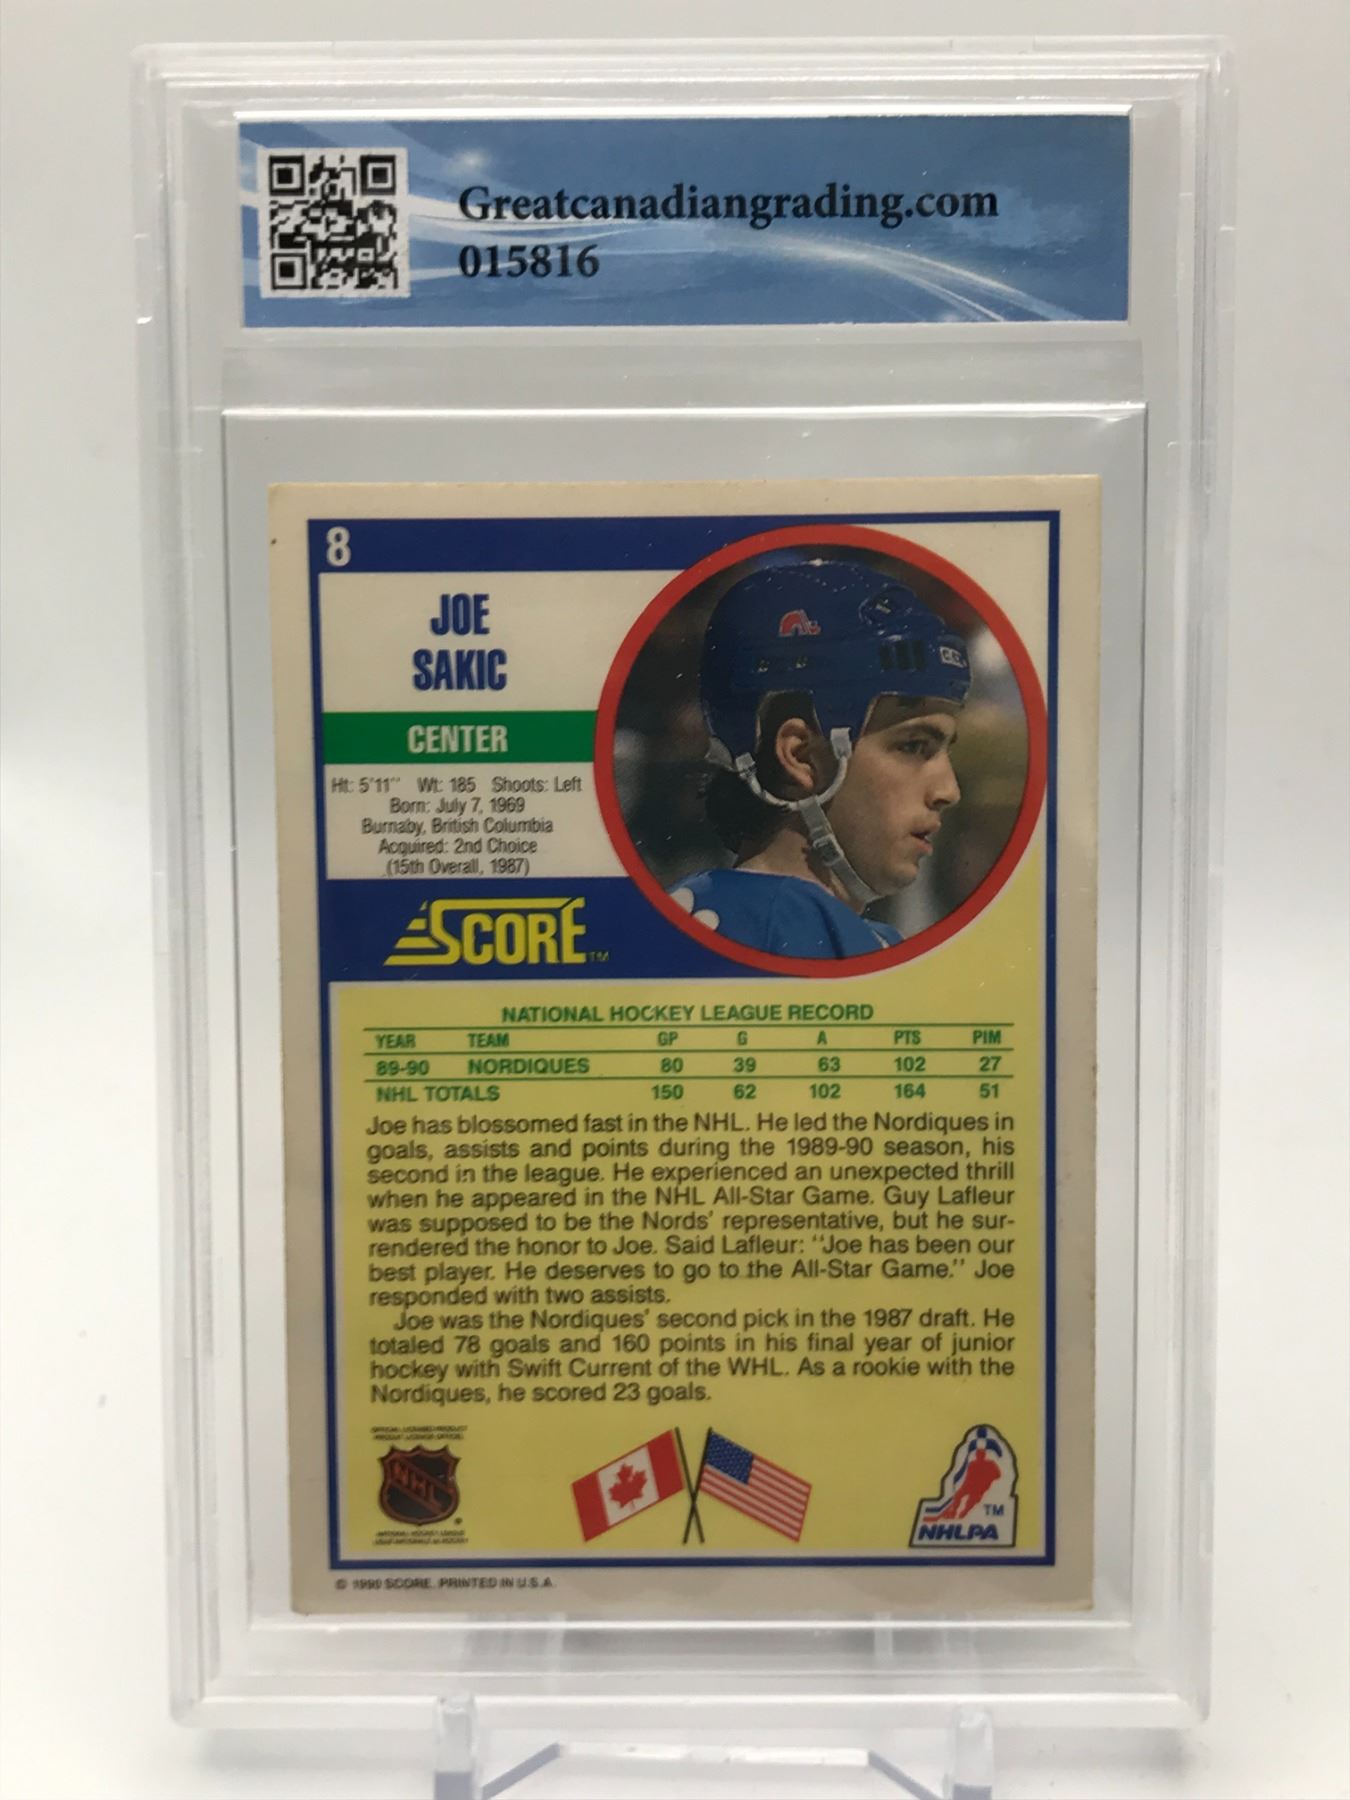 Greatcanadiangrading.com
015816
8
JOE
SAKIC
CENTER
Ht: 5'11" Wt: 185 Shoots: Left
Born: July 7, 1969
Burnaby, British Columbia
Acquired: 2nd Choice
(15th Overall, 1987)
SCORE TM
NATIONAL HOCKEY LEAGUE RECORD
YEAR TEAM GP G A PTS PIM
89-90 NORDIQUES 80 39 63 102 27
NHL TOTALS 150 62 102 164 51
Joe has blossomed fast in the NHL. He led the Nordiques in
goals, assists and points during the 1989-90 season, his
second in the league. He experienced an unexpected thrill
when he appeared in the NHL All-Star Game. Guy Lafleur
was supposed to be the Nords' representative, but he sur-
rendered the honor to Joe. Said Lafleur: "Joe has been our
best player. He deserves to go to the All-Star Game." Joe
responded with two assists.
Joe was the Nordiques' second pick in the 1987 draft. He
totaled 78 goals and 160 points in his final year of junior
hockey with Swift Current of the WHL. As a rookie with the
Nordiques, he scored 23 goals.
NHL
TM
NHLPA
© 1990 SCORE. PRINTED IN U.S.A.